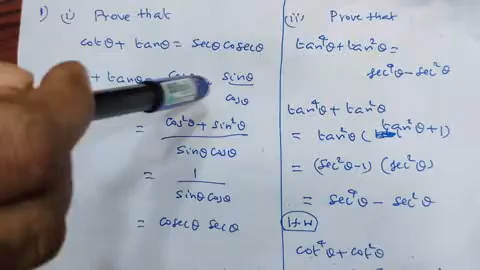 1) (i) Prove that
cotθ + tanθ = secθ cosecθ
+ tanθ
sinθ
cosθ
= cos²θ + sin²θ
sinθ cosθ
= 1
sinθ cosθ
= cosecθ secθ
(ii) Prove that
tan⁴θ + tan²θ =
sec⁴θ − sec²θ
tan⁴θ + tan²θ
= tan²θ ( tan²θ + 1)
= (sec²θ − 1) (sec²θ)
= sec⁴θ − sec²θ
H.W
cot⁴θ + cot²θ